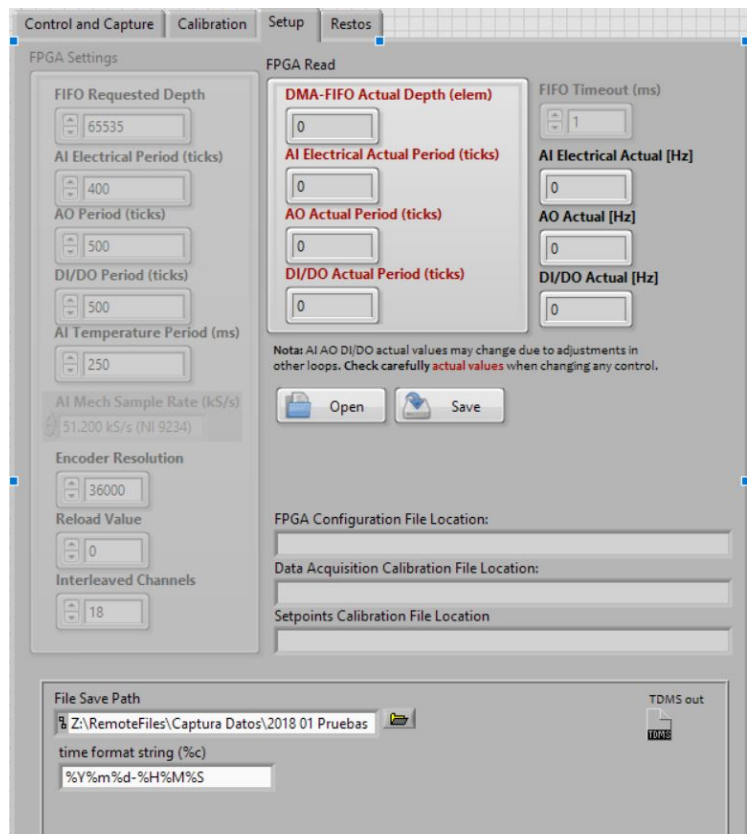 Control and Capture
Calibration
Setup
Restos
FPGA Settings
FIFO Requested Depth
65535
AI Electrical Period (ticks)
400
AO Period (ticks)
500
DI/DO Period (ticks)
500
AI Temperature Period (ms)
250
AI Mech Sample Rate (kS/s)
51.200 kS/s (NI 9234)
Encoder Resolution
36000
Reload Value
0
Interleaved Channels
18
FPGA Read
DMA-FIFO Actual Depth (elem)
0
AI Electrical Actual Period (ticks)
0
AO Actual Period (ticks)
0
DI/DO Actual Period (ticks)
0
FIFO Timeout (ms)
1
AI Electrical Actual [Hz]
0
AO Actual [Hz]
0
DI/DO Actual [Hz]
0
Nota: AI AO DI/DO actual values may change due to adjustments in
other loops. Check carefully actual values when changing any control.
Open
Save
FPGA Configuration File Location:
Data Acquisition Calibration File Location:
Setpoints Calibration File Location
File Save Path
Z:\RemoteFiles\Captura Datos\2018 01 Pruebas
time format string (%c)
%Y%m%d-%H%M%S
TDMS out
TDMS